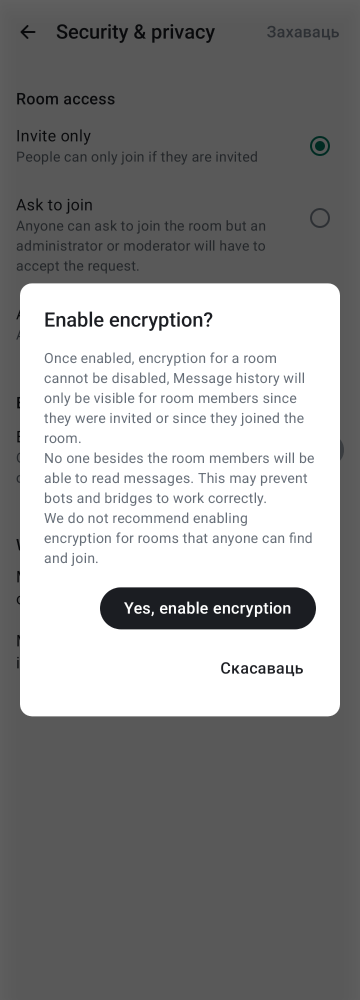 Security & privacy
Захаваць
Room access
Invite only
People can only join if they are invited
Ask to join
Anyone can ask to join the room but an
administrator or moderator will have to
accept the request.
Enable encryption?
Once enabled, encryption for a room
cannot be disabled, Message history will
only be visible for room members since
they were invited or since they joined the
room.
No one besides the room members will be
able to read messages. This may prevent
bots and bridges to work correctly.
We do not recommend enabling
encryption for rooms that anyone can find
and join.
Yes, enable encryption
Скасаваць